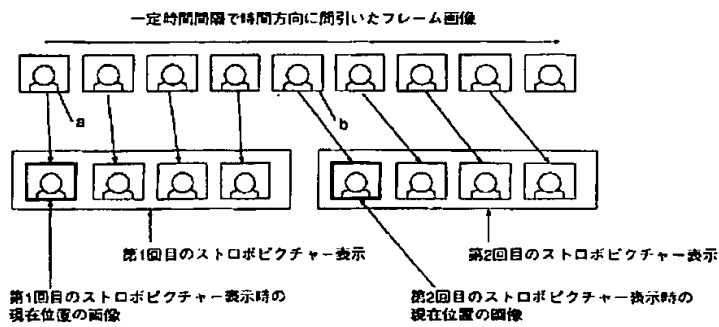 一定時間間隔で時間方向に間引いたフレーム画像
a
b
第1回目のストロボピクチャー表示
第2回目のストロボピクチャー表示
第1回目のストロボピクチャー表示時の
現在位置の画像
第2回目のストロボピクチャー表示時の
現在位置の画像